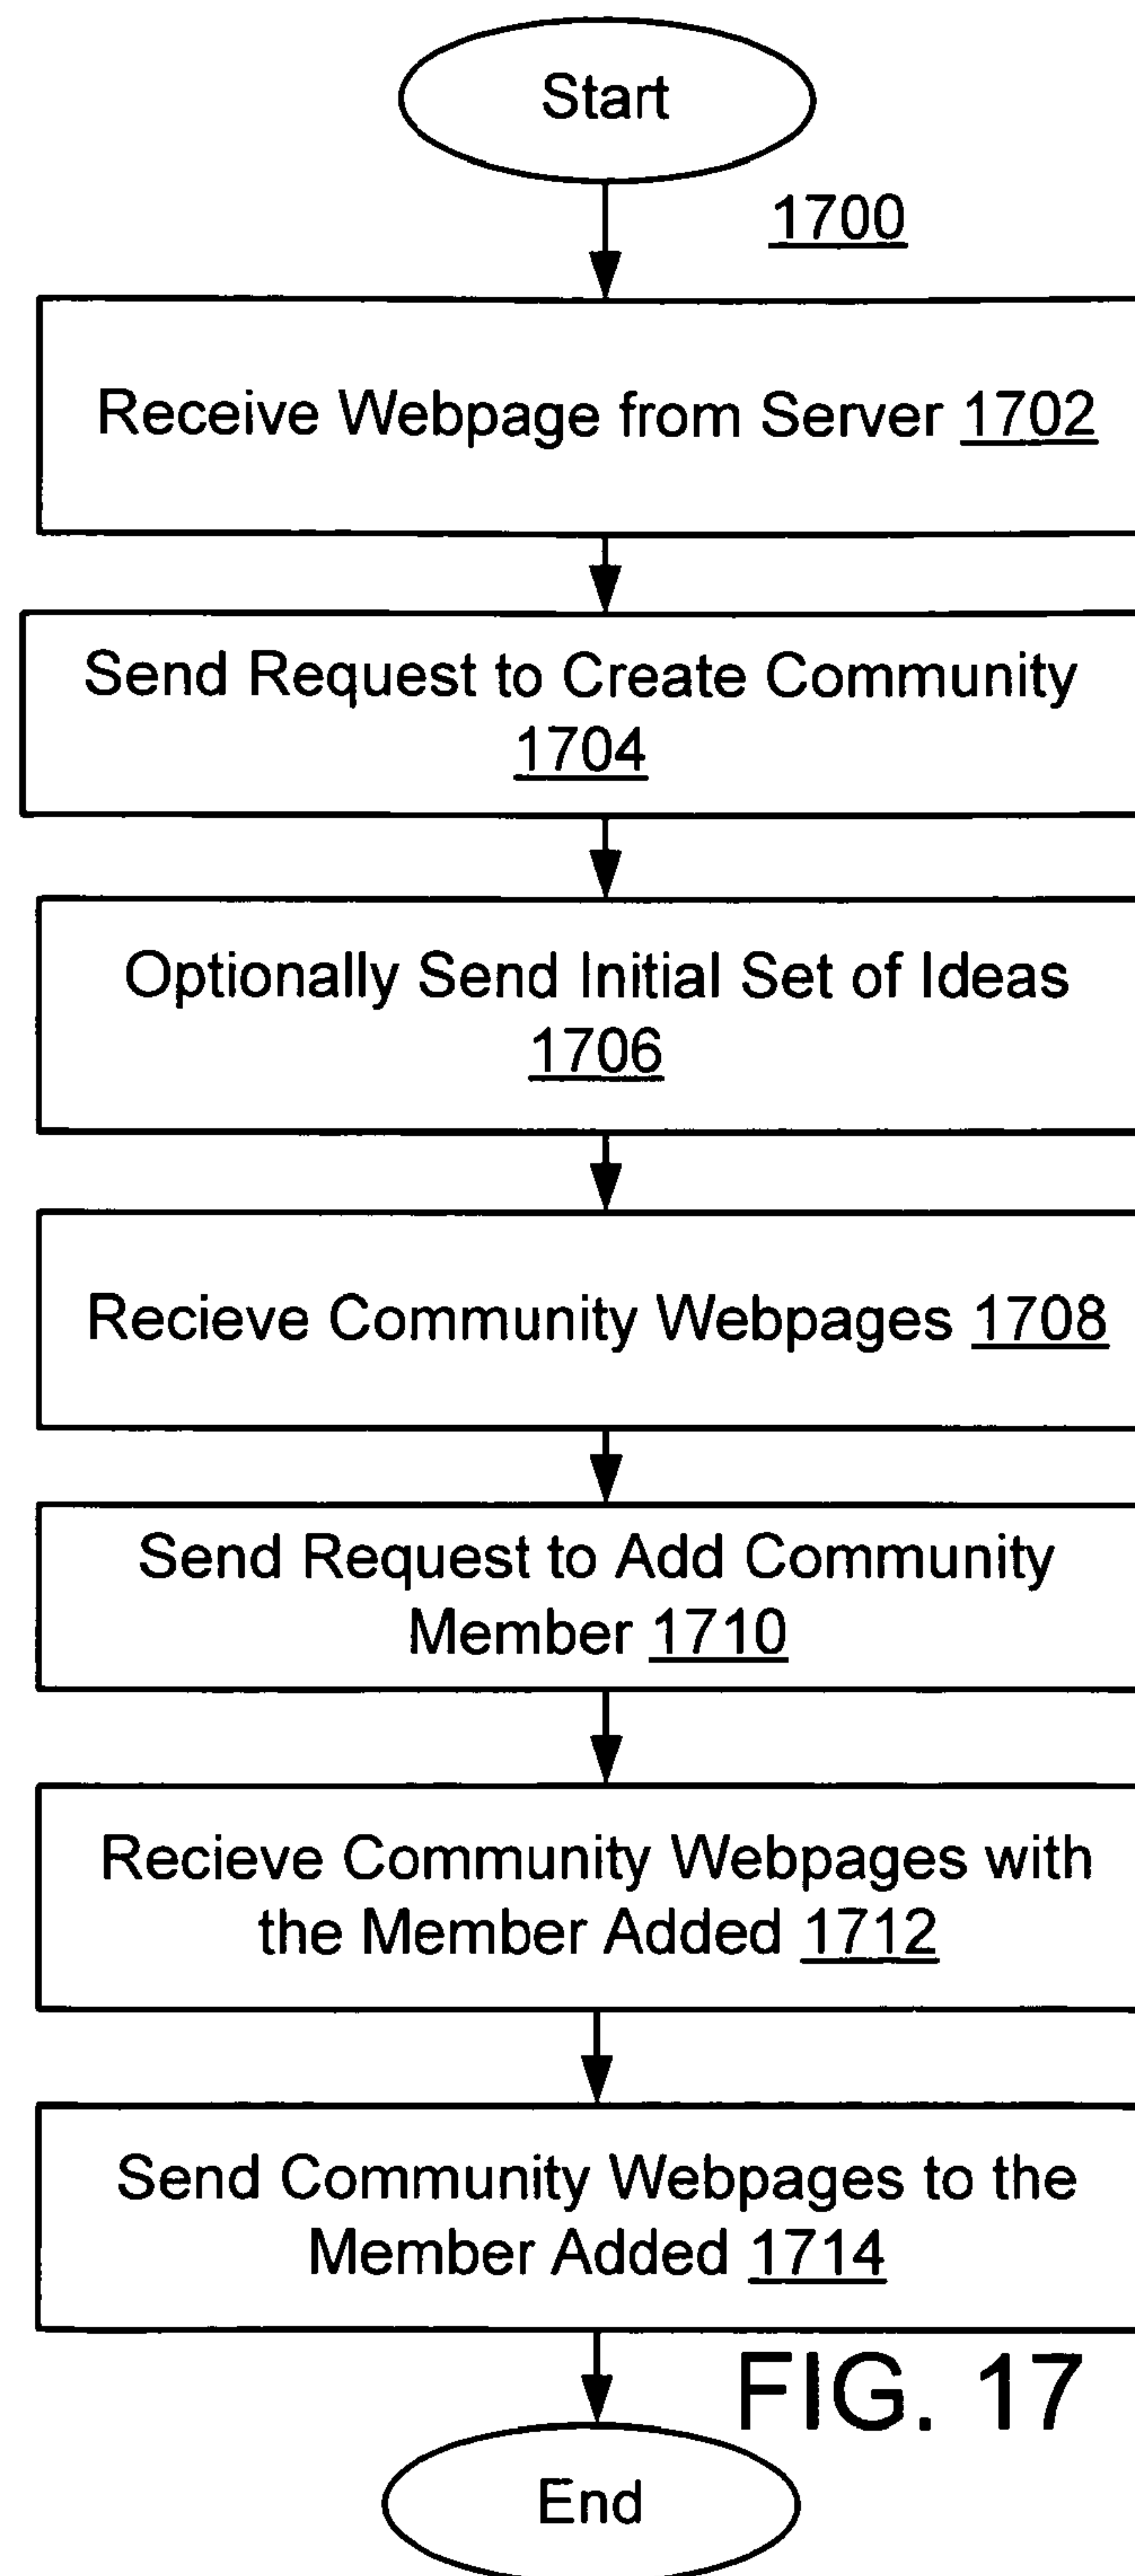 Start
1700
Receive Webpage from Server 1702
Send Request to Create Community
1704
Optionally Send Initial Set of Ideas
1706
Recieve Community Webpages 1708
Send Request to Add Community
Member 1710
Recieve Community Webpages with
the Member Added 1712
Send Community Webpages to the
Member Added 1714
FIG. 17
End